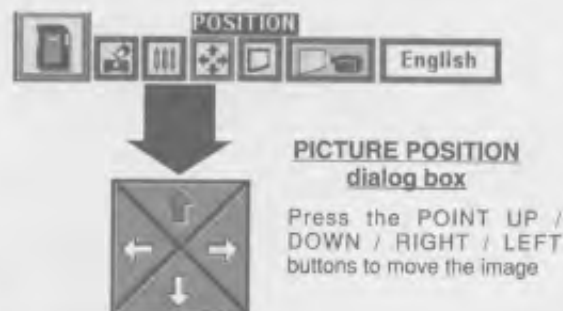 POSITION
English
PICTURE POSITION
dialog box
Press the POINT UP /
DOWN / RIGHT / LEFT
buttons to move the image